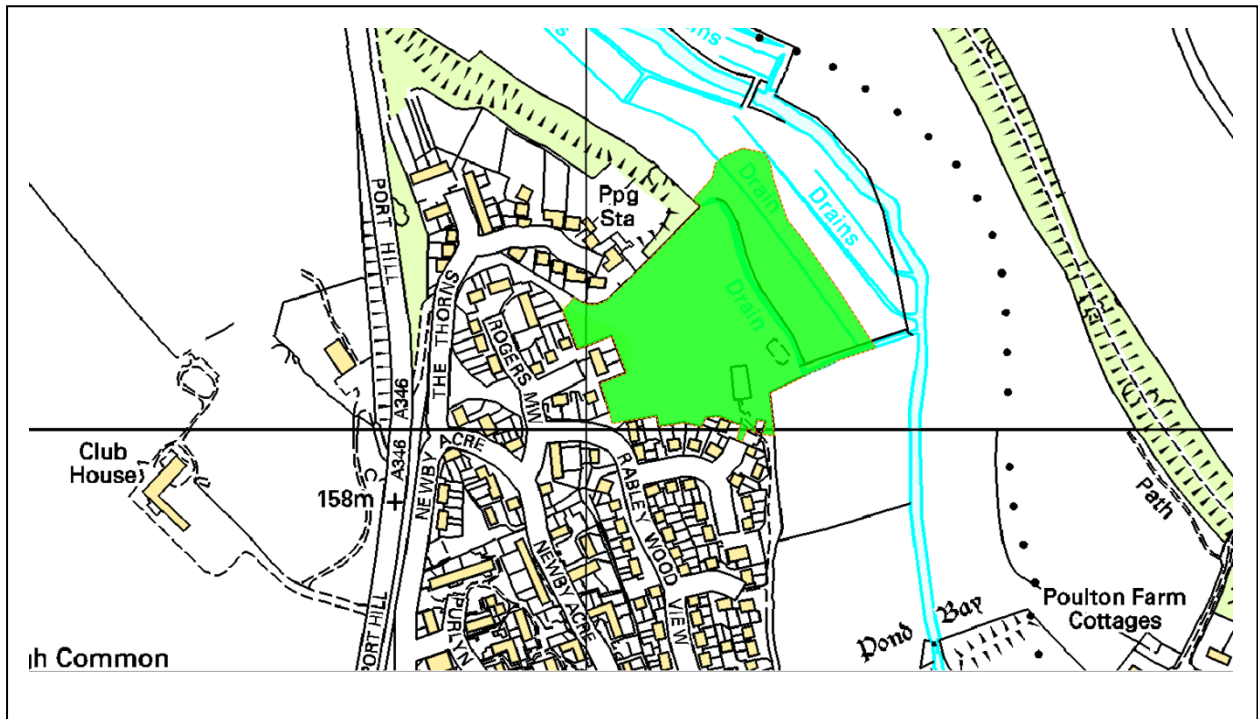 Drains
PORT HILL
Ppg
Sta
Drain
Drains
THE THORNS
ROGERS MW
Drain
A346
A346
Club
House
158m
NEWBY ACRE
RABLEY WOOD VIEW
NEWBY ACRE
Path
PORT HILL
PURLYN
Pond Bay
Poulton Farm
Cottages
h Common